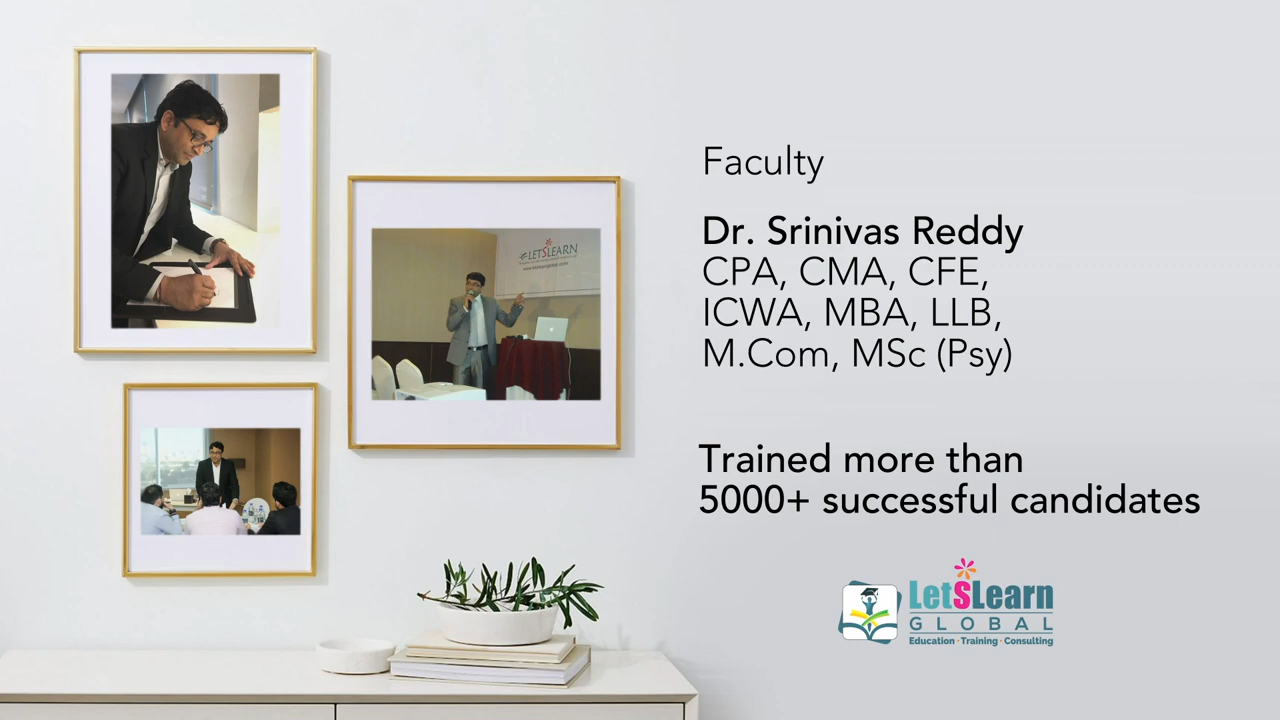 LETSLEARN
Faculty
Dr. Srinivas Reddy
CPA, CMA, CFE,
ICWA, MBA, LLB,
M.Com, MSc (Psy)
Trained more than
5000+ successful candidates
LetSLearn
GLOBAL
Education · Training · Consulting